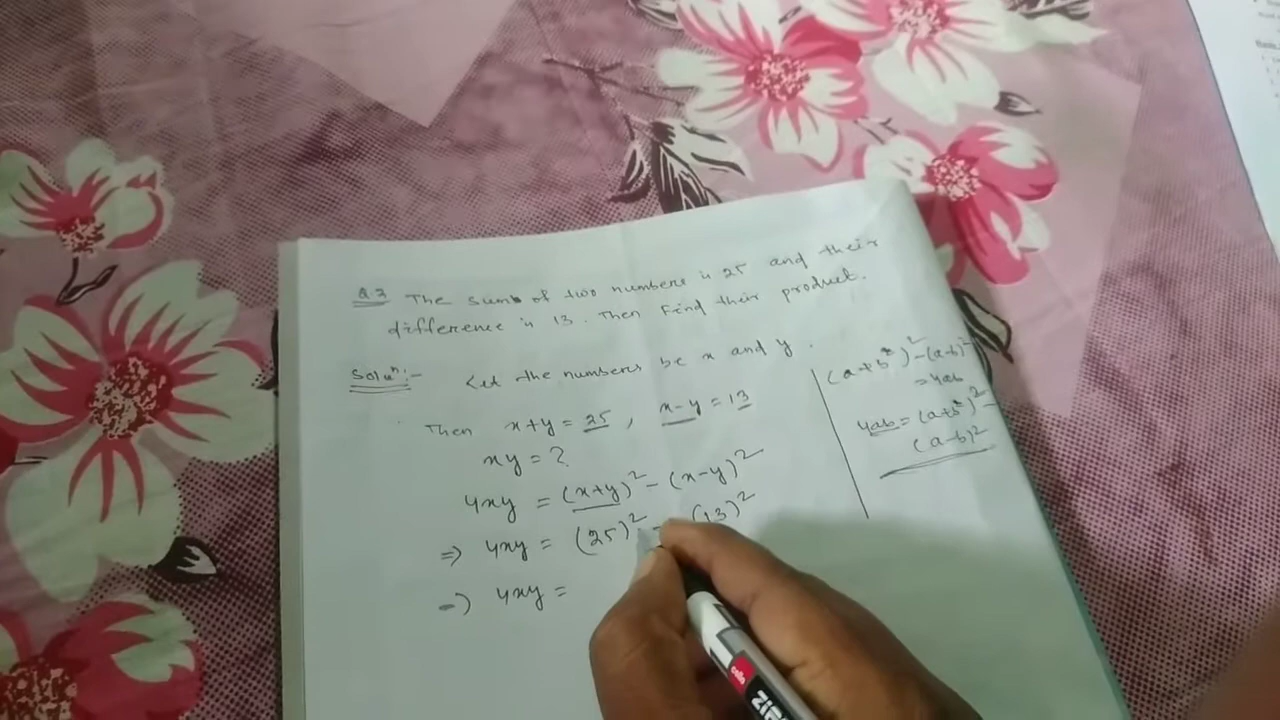 Q.3 The sum of two numbers is 25 and their
difference is 13. Then Find their product.
Soluⁿ:- Let the numbers be x and y.
Then x+y = 25, x-y = 13
xy = ?
4xy = (x+y)² - (x-y)²
⇒ 4xy = (25)² - (13)²
⇒ 4xy =
(a+b)² - (a-b)²
= 4ab
4ab = (a+b)² -
(a-b)²
cello